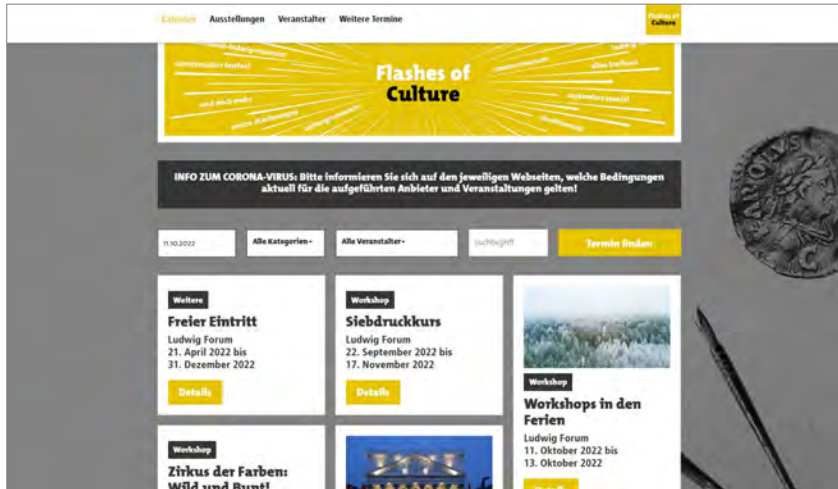 Kalender Ausstellungen Veranstalter Weitere Termine
Flashes of
Culture
Flashes of
Culture
INFO ZUM CORONA-VIRUS: Bitte informieren Sie sich auf den jeweiligen Webseiten, welche Bedingungen
aktuell für die aufgeführten Anbieter und Veranstaltungen gelten!
11.10.2022
Alle Kategorien
Alle Veranstalter
Suchbegriff
Termin finden
Weitere
Freier Eintritt
Ludwig Forum
21. April 2022 bis
31. Dezember 2022
Details
Workshop
Siebdruckkurs
Ludwig Forum
22. September 2022 bis
17. November 2022
Details
Workshop
Workshops in den
Ferien
Ludwig Forum
11. Oktober 2022 bis
13. Oktober 2022
Details
Workshop
Zirkus der Farben:
Wild und Bunt!